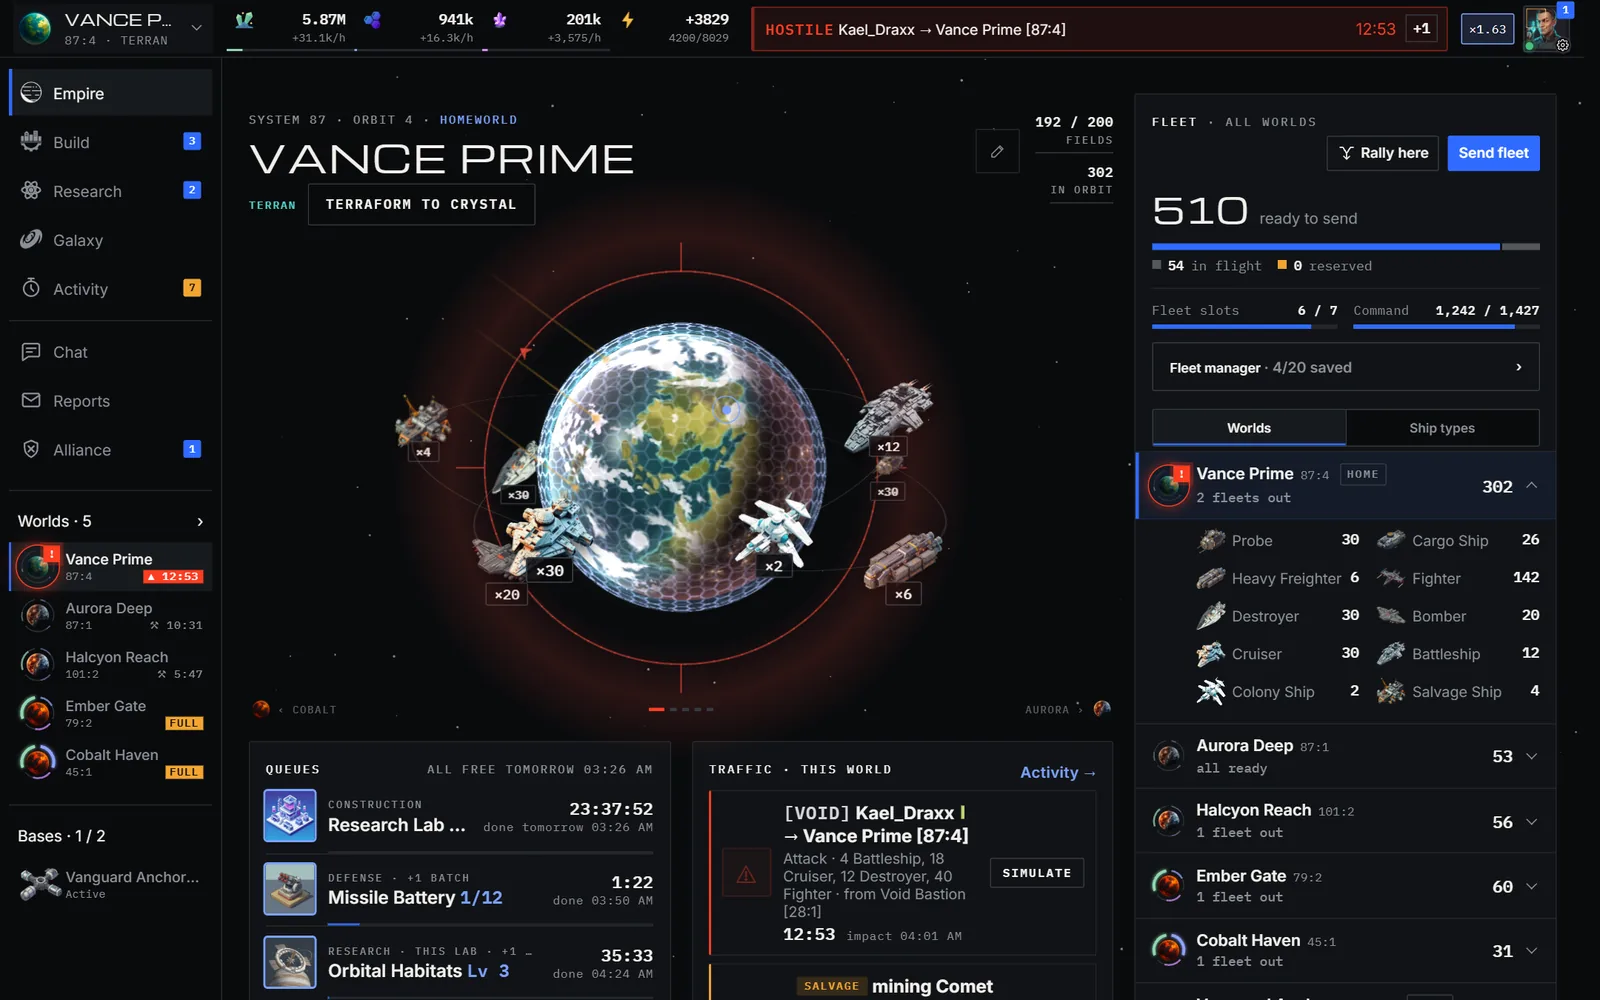 VANCE P...
87:4 · TERRAN
5.87M
+31.1k/h
941k
+16.3k/h
201k
+3,575/h
+3829
4200/8029
HOSTILE Kael_Draxx → Vance Prime [87:4]
12:53
+1
×1.63
1
Empire
Build 3
Research 2
Galaxy
Activity 7
Chat
Reports
Alliance 1
Worlds · 5
Vance Prime
87:4 ▲ 12:53
Aurora Deep
87:1 10:31
Halcyon Reach
101:2 5:47
Ember Gate
79:2 FULL
Cobalt Haven
45:1 FULL
Bases · 1 / 2
Vanguard Anchor...
Active
SYSTEM 87 · ORBIT 4 · HOMEWORLD
VANCE PRIME
TERRAN
TERRAFORM TO CRYSTAL
192 / 200
FIELDS
302
IN ORBIT
×4
×12
×30
×30
×30
×2
×20
×6
‹ COBALT
AURORA ›
QUEUES
ALL FREE TOMORROW 03:26 AM
CONSTRUCTION
Research Lab ...
23:37:52
done tomorrow 03:26 AM
DEFENSE · +1 BATCH
Missile Battery 1/12
1:22
done 03:50 AM
RESEARCH · THIS LAB · +1 …
Orbital Habitats Lv 3
35:33
done 04:24 AM
TRAFFIC · THIS WORLD
Activity →
[VOID] Kael_Draxx
→ Vance Prime [87:4]
Attack · 4 Battleship, 18
Cruiser, 12 Destroyer, 40
Fighter · from Void Bastion
[28:1]
12:53 impact 04:01 AM
SIMULATE
SALVAGE mining Comet
FLEET · ALL WORLDS
Rally here
Send fleet
510 ready to send
54 in flight 0 reserved
Fleet slots 6 / 7
Command 1,242 / 1,427
Fleet manager · 4/20 saved ›
Worlds
Ship types
!
Vance Prime 87:4 HOME
2 fleets out
302
Probe 30
Cargo Ship 26
Heavy Freighter 6
Fighter 142
Destroyer 30
Bomber 20
Cruiser 30
Battleship 12
Colony Ship 2
Salvage Ship 4
Aurora Deep 87:1
all ready
53
Halcyon Reach 101:2
1 fleet out
56
Ember Gate 79:2
1 fleet out
60
Cobalt Haven 45:1
1 fleet out
31